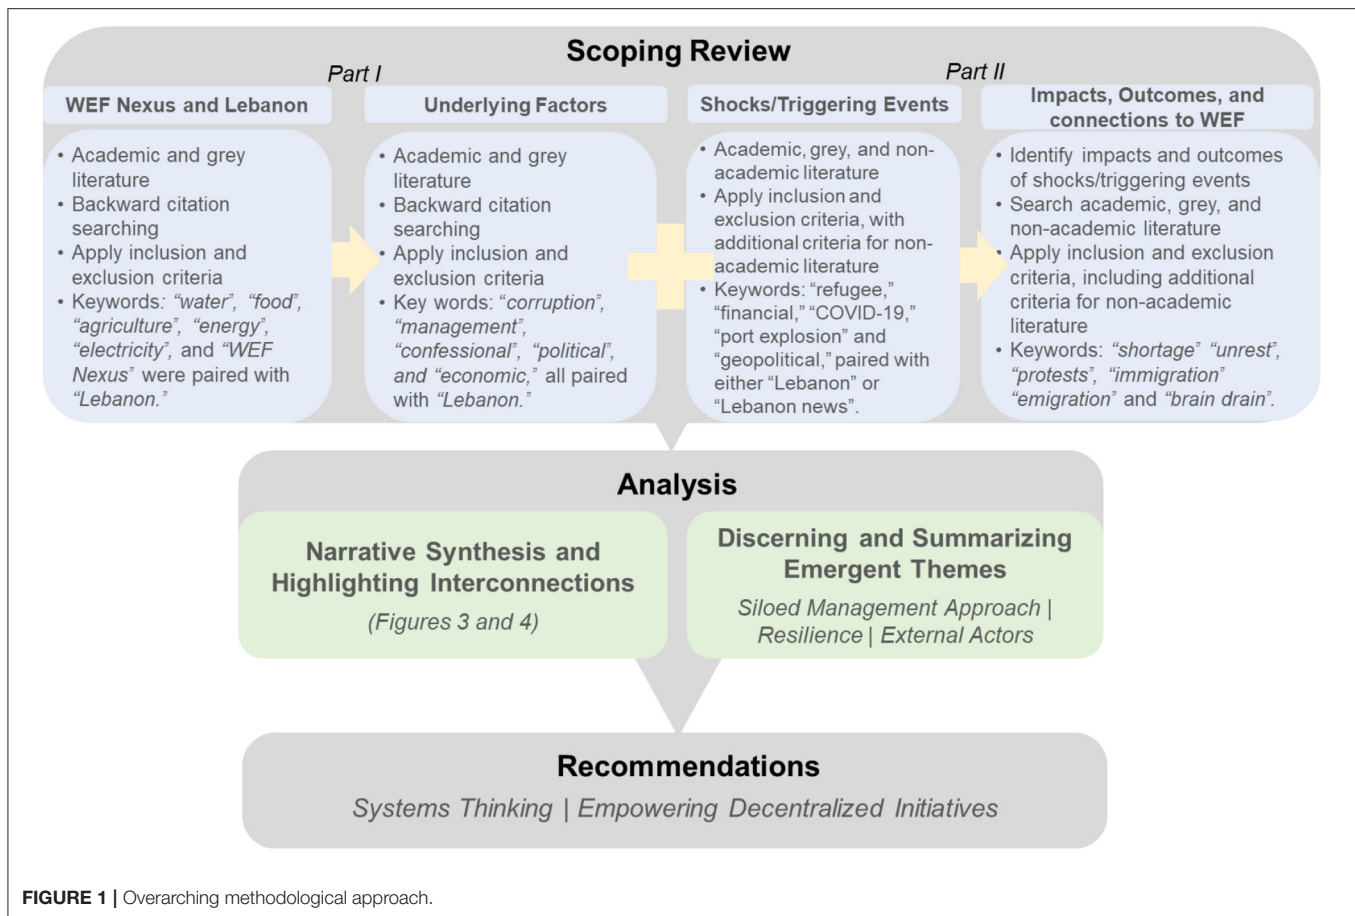 Scoping Review
Part I
Part II
WEF Nexus and Lebanon
• Academic and grey
literature
• Backward citation
searching
• Apply inclusion and
exclusion criteria
• Keywords: “water”, “food”,
“agriculture”, “energy”,
“electricity”, and “WEF
Nexus” were paired with
“Lebanon.”
Underlying Factors
• Academic and grey
literature
• Backward citation
searching
• Apply inclusion and
exclusion criteria
• Key words: “corruption”,
“management”,
“confessional”, “political”,
and “economic,” all paired
with “Lebanon.”
Shocks/Triggering Events
• Academic, grey, and non-
academic literature
• Apply inclusion and
exclusion criteria, with
additional criteria for non-
academic literature
• Keywords: “refugee,”
“financial,” “COVID-19,”
“port explosion” and
“geopolitical,” paired with
either “Lebanon” or
“Lebanon news”.
Impacts, Outcomes, and
connections to WEF
• Identify impacts and outcomes
of shocks/triggering events
• Search academic, grey, and
non-academic literature
• Apply inclusion and exclusion
criteria, including additional
criteria for non-academic
literature
• Keywords: “shortage” “unrest”,
“protests”, “immigration”
“emigration” and “brain drain”.
Analysis
Narrative Synthesis and
Highlighting Interconnections
(Figures 3 and 4)
Discerning and Summarizing
Emergent Themes
Siloed Management Approach |
Resilience | External Actors
Recommendations
Systems Thinking | Empowering Decentralized Initiatives
FIGURE 1 | Overarching methodological approach.